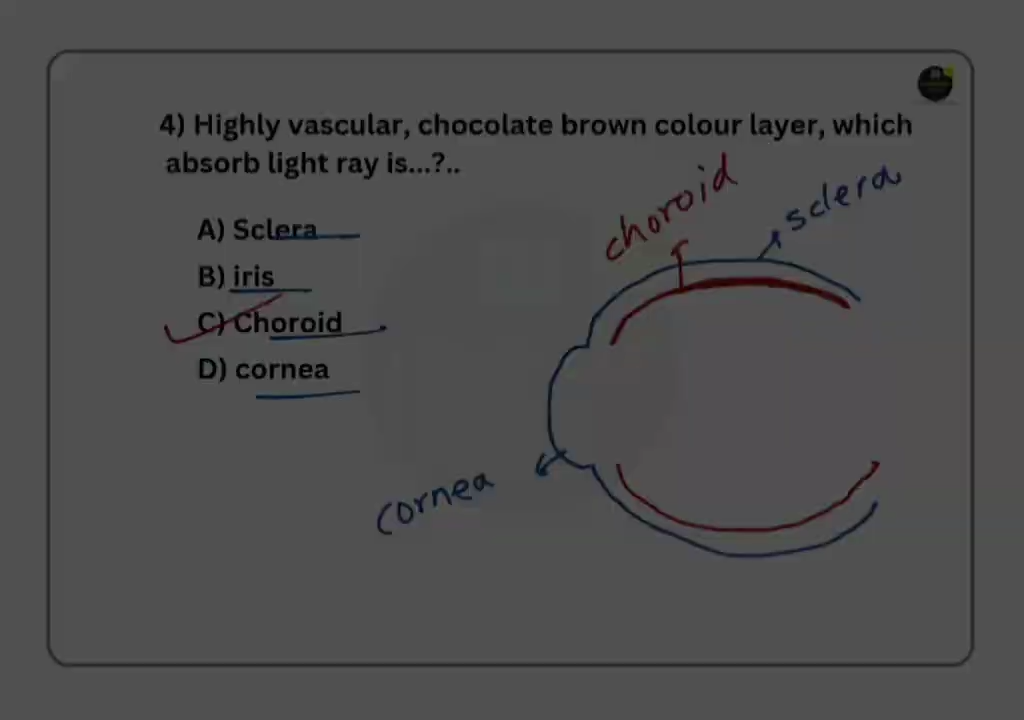 4) Highly vascular, chocolate brown colour layer, which
absorb light ray is...?..
choroid
sclera
A) Sclera
B) iris
C) Choroid
D) cornea
cornea